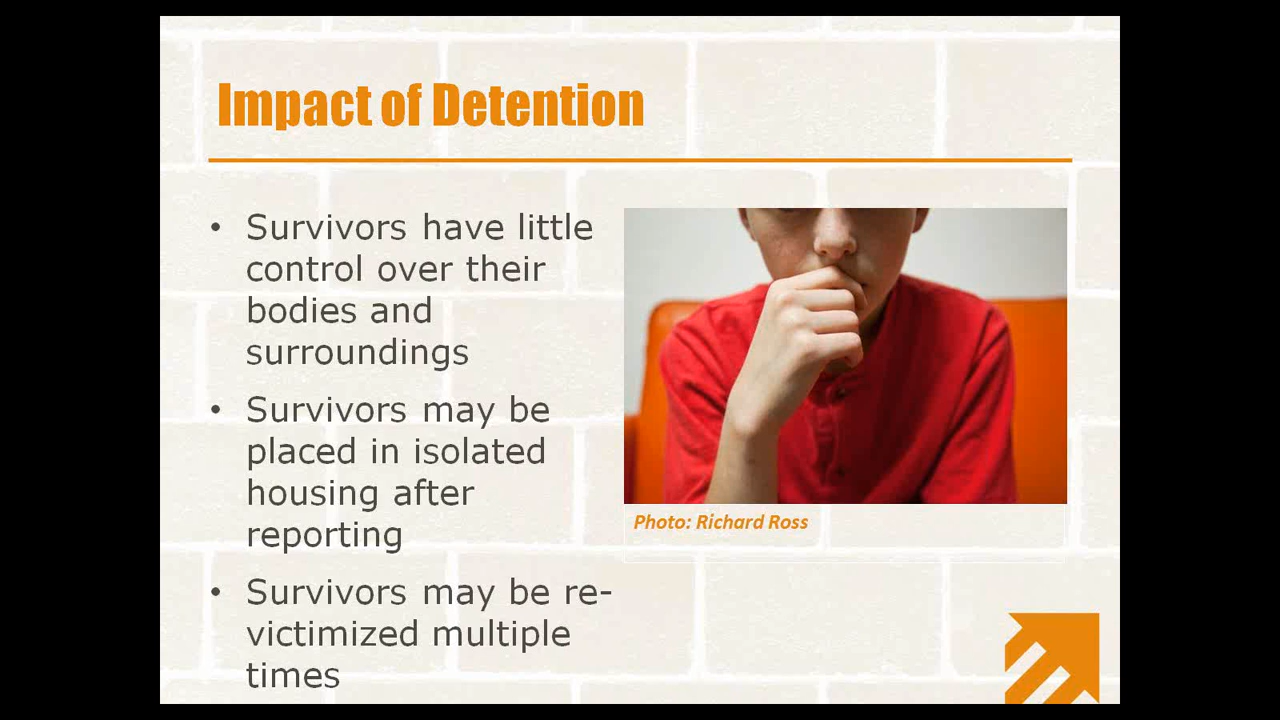 Impact of Detention
• Survivors have little
control over their
bodies and
surroundings
• Survivors may be
placed in isolated
housing after
reporting
• Survivors may be re-
victimized multiple
times
Photo: Richard Ross